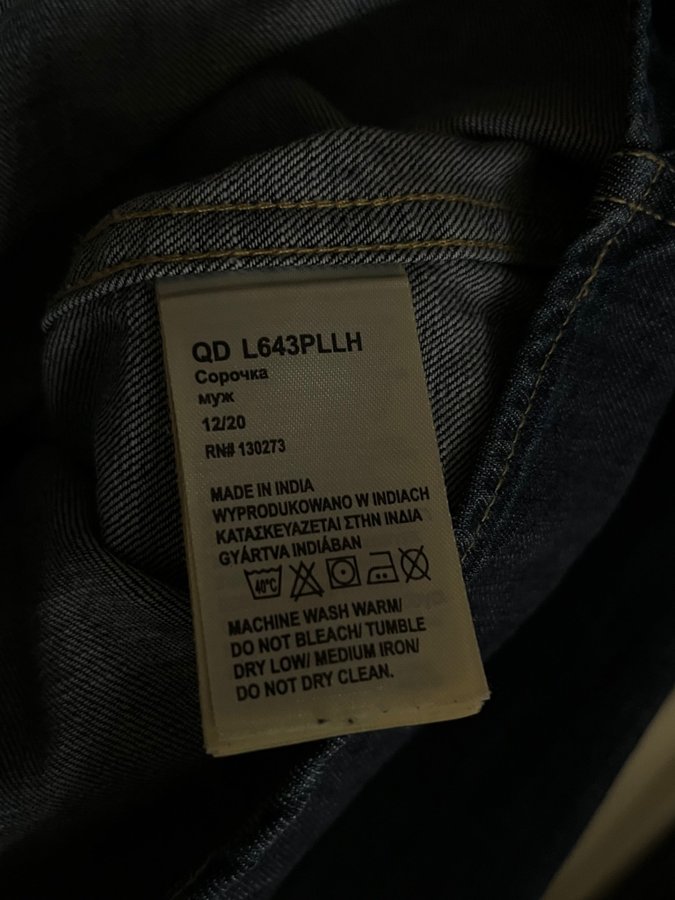 QD L643PLLH
Сорочка
муж
12/20
RN# 130273
MADE IN INDIA
WYPRODUKOWANO W INDIACH
ΚΑΤΑΣΚΕΥΑΖΕΤΑΙ ΣΤΗΝ ΙΝΔΙΑ
GYÁRTVA INDIÁBAN
40°C
MACHINE WASH WARM/
DO NOT BLEACH/ TUMBLE
DRY LOW/ MEDIUM IRON/
DO NOT DRY CLEAN.